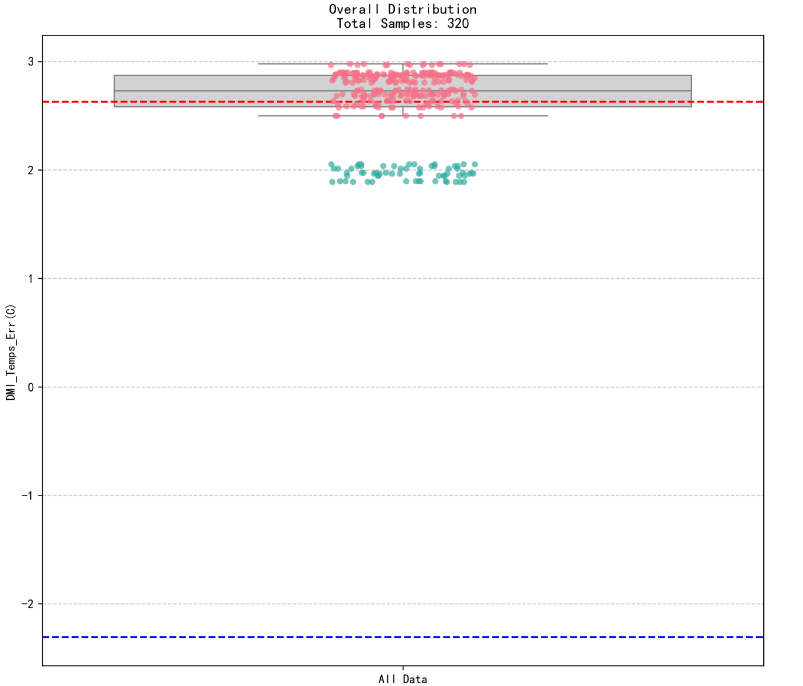 Overall Distribution
Total Samples: 320
DMI_Temps_Err(C)
3
2
1
0
−1
−2
All Data